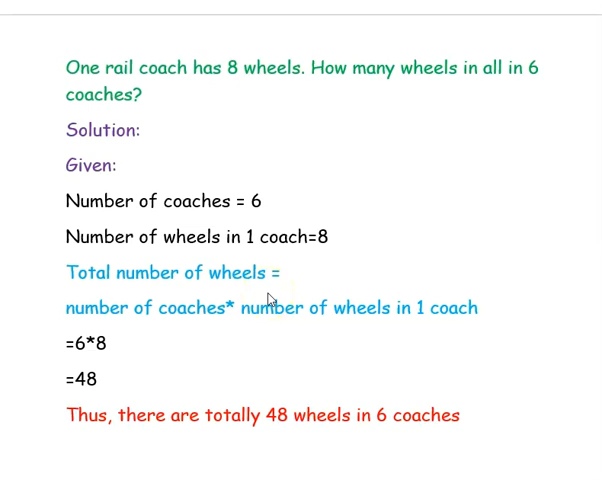 One rail coach has 8 wheels. How many wheels in all in 6
coaches?
Solution:
Given:
Number of coaches = 6
Number of wheels in 1 coach=8
Total number of wheels =
number of coaches* number of wheels in 1 coach
=6*8
=48
Thus, there are totally 48 wheels in 6 coaches